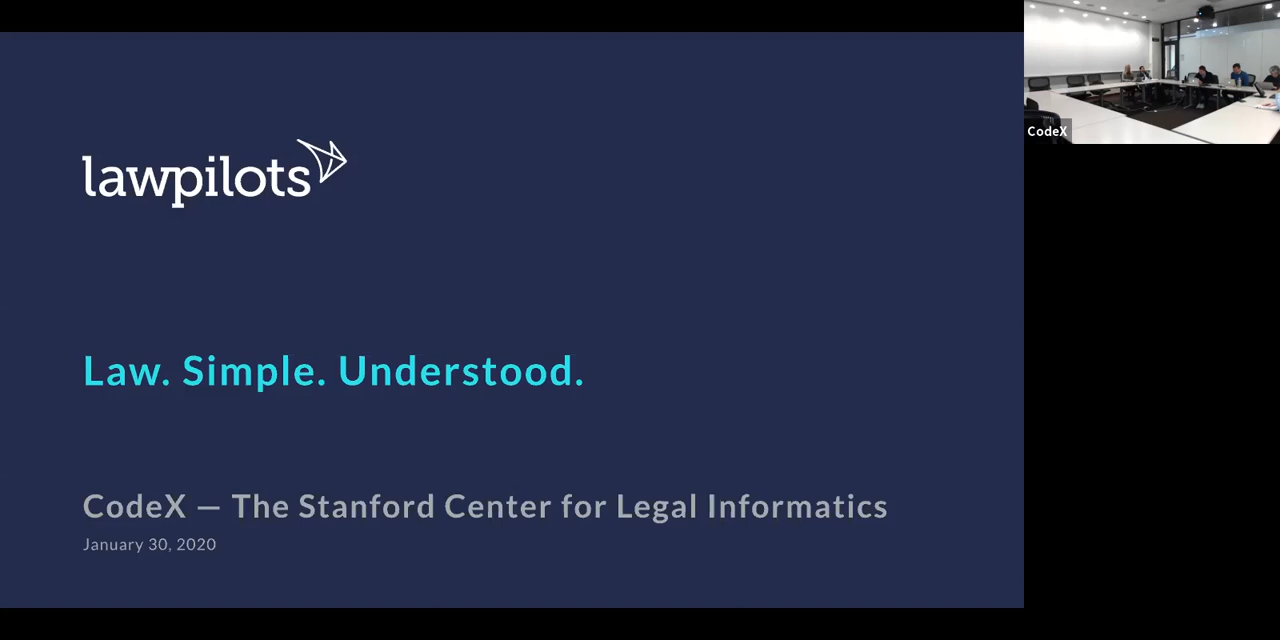 lawpilots
Law. Simple. Understood.
CodeX — The Stanford Center for Legal Informatics
January 30, 2020
CodeX